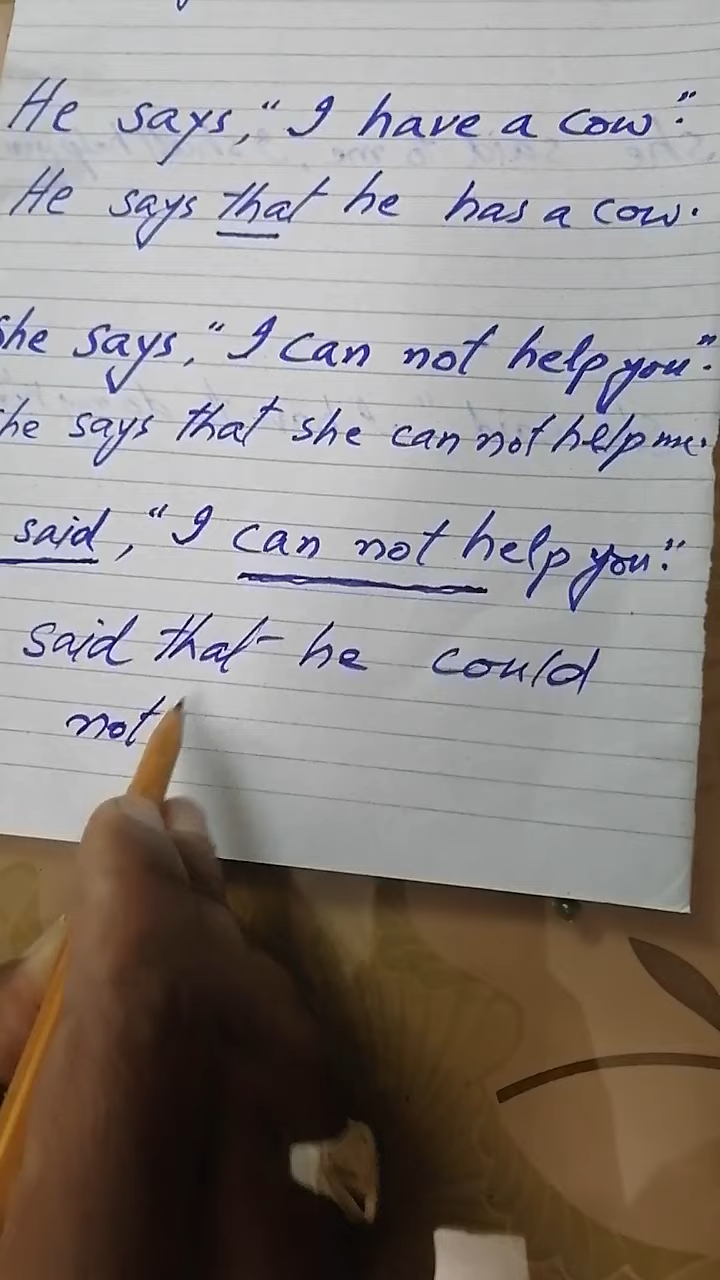 He says, "I have a cow".
He says that he has a cow.
she says, "I can not help you".
he says that she can not help me.
said, "I can not help you".
said that he could
not